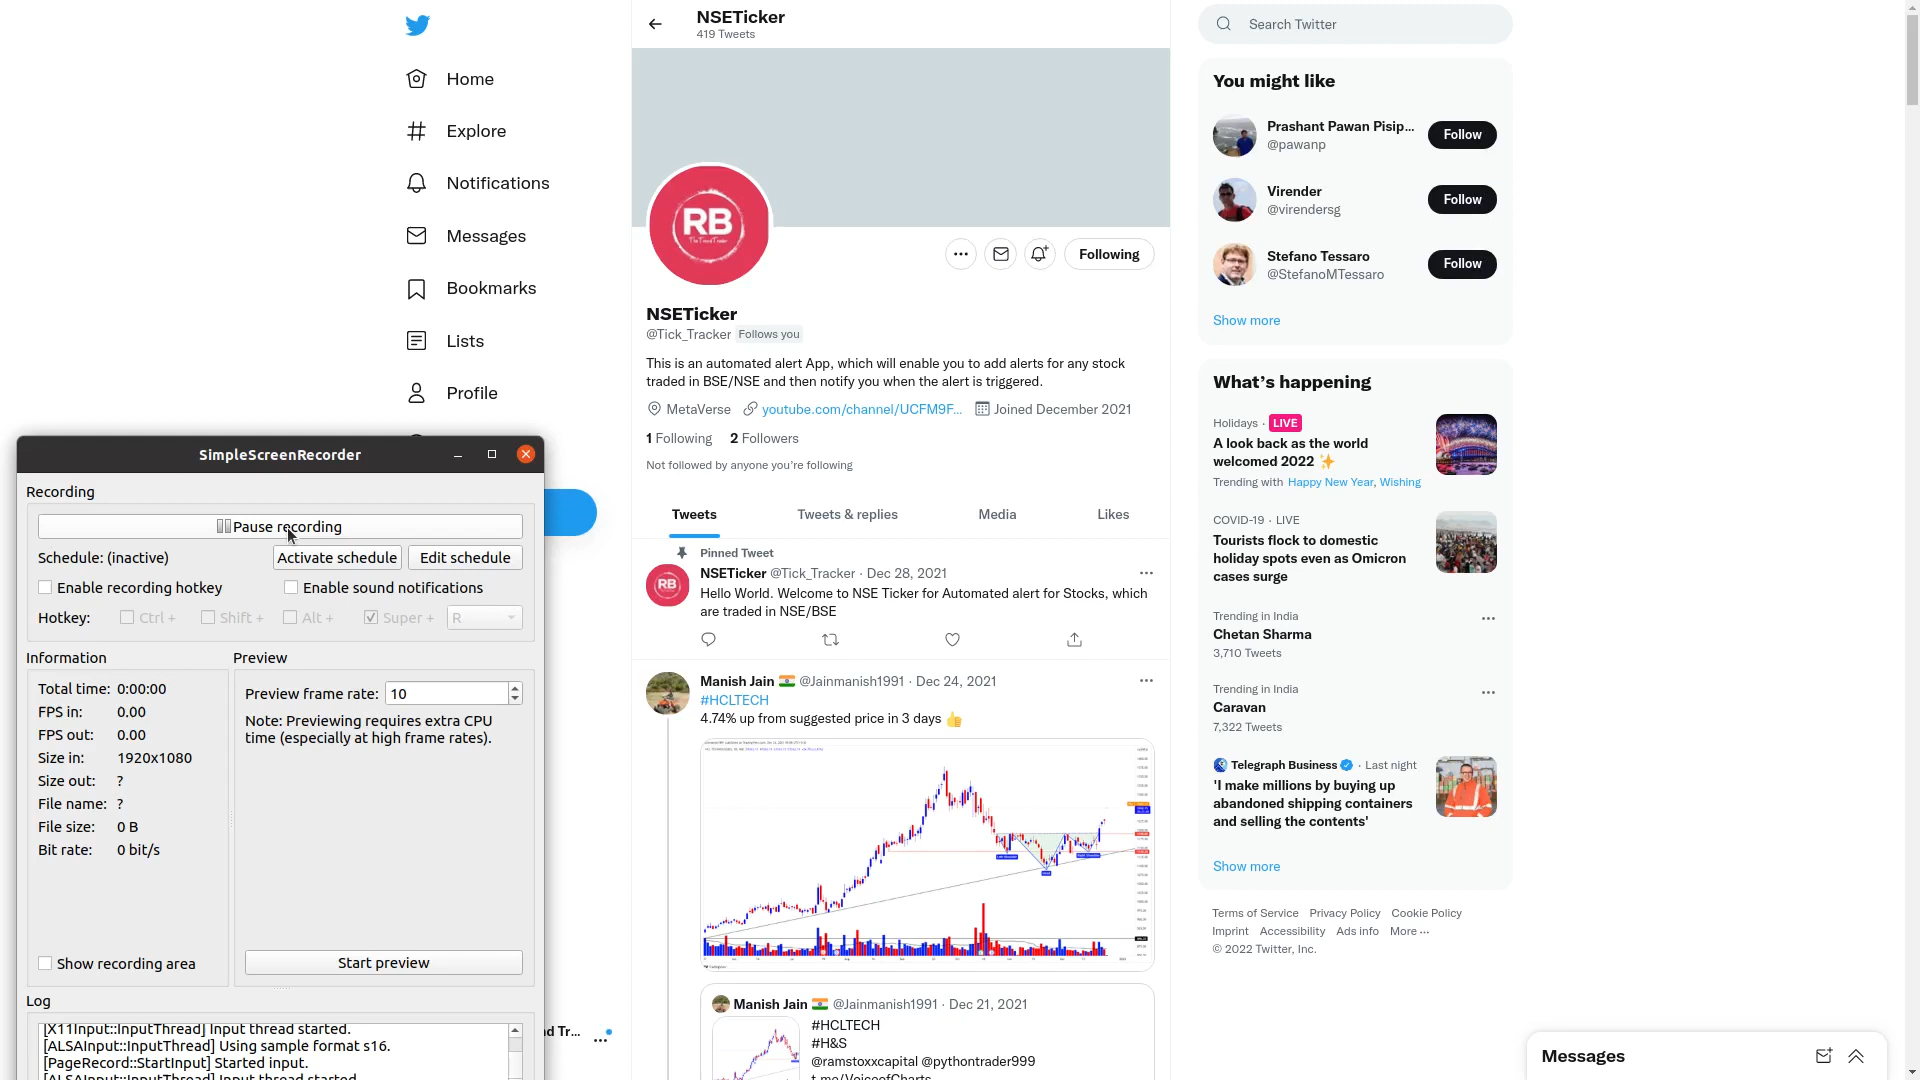 NSETicker
419 Tweets
Search Twitter
Home
Explore
Notifications
Messages
Bookmarks
Lists
Profile
RB
Following
NSETicker
@Tick_Tracker Follows you
This is an automated alert App, which will enable you to add alerts for any stock
traded in BSE/NSE and then notify you when the alert is triggered.
MetaVerse youtube.com/channel/UCFM9F... Joined December 2021
1 Following 2 Followers
Not followed by anyone you're following
Tweets Tweets & replies Media Likes
Pinned Tweet
NSETicker @Tick_Tracker · Dec 28, 2021
RB
Hello World. Welcome to NSE Ticker for Automated alert for Stocks, which
are traded in NSE/BSE
Manish Jain @Jainmanish1991 · Dec 24, 2021
#HCLTECH
4.74% up from suggested price in 3 days
Manish Jain @Jainmanish1991 · Dec 21, 2021
#HCLTECH
#H&S
@ramstoxxcapital @pythontrader999
t.me/VoiceofCharts
You might like
Prashant Pawan Pisip...
@pawanp
Follow
Virender
@virendersg
Follow
Stefano Tessaro
@StefanoMTessaro
Follow
Show more
What's happening
Holidays · LIVE
A look back as the world
welcomed 2022
Trending with Happy New Year, Wishing
COVID-19 · LIVE
Tourists flock to domestic
holiday spots even as Omicron
cases surge
Trending in India
Chetan Sharma
3,710 Tweets
Trending in India
Caravan
7,322 Tweets
Telegraph Business · Last night
'I make millions by buying up
abandoned shipping containers
and selling the contents'
Show more
Terms of Service Privacy Policy Cookie Policy
Imprint Accessibility Ads info More ...
© 2022 Twitter, Inc.
Messages
SimpleScreenRecorder
Recording
Pause recording
Schedule: (inactive) Activate schedule Edit schedule
Enable recording hotkey Enable sound notifications
Hotkey: Ctrl + Shift + Alt + Super + R
Information
Total time: 0:00:00
FPS in: 0.00
FPS out: 0.00
Size in: 1920x1080
Size out: ?
File name: ?
File size: 0 B
Bit rate: 0 bit/s
Show recording area
Preview
Preview frame rate: 10
Note: Previewing requires extra CPU
time (especially at high frame rates).
Start preview
Log
[X11Input::InputThread] Input thread started.
[ALSAInput::InputThread] Using sample format s16.
[PageRecord::StartInput] Started input.
[ALSAInput::InputThread] Input thread started.
nd Tr...